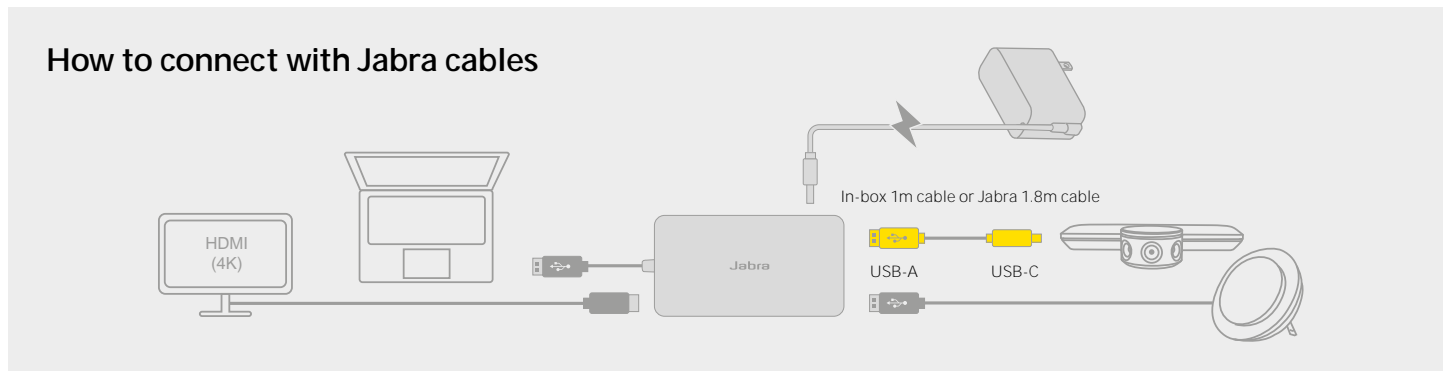 How to connect with Jabra cables
In-box 1m cable or Jabra 1.8m cable
HDMI
(4K)
Jabra
USB-A
USB-C